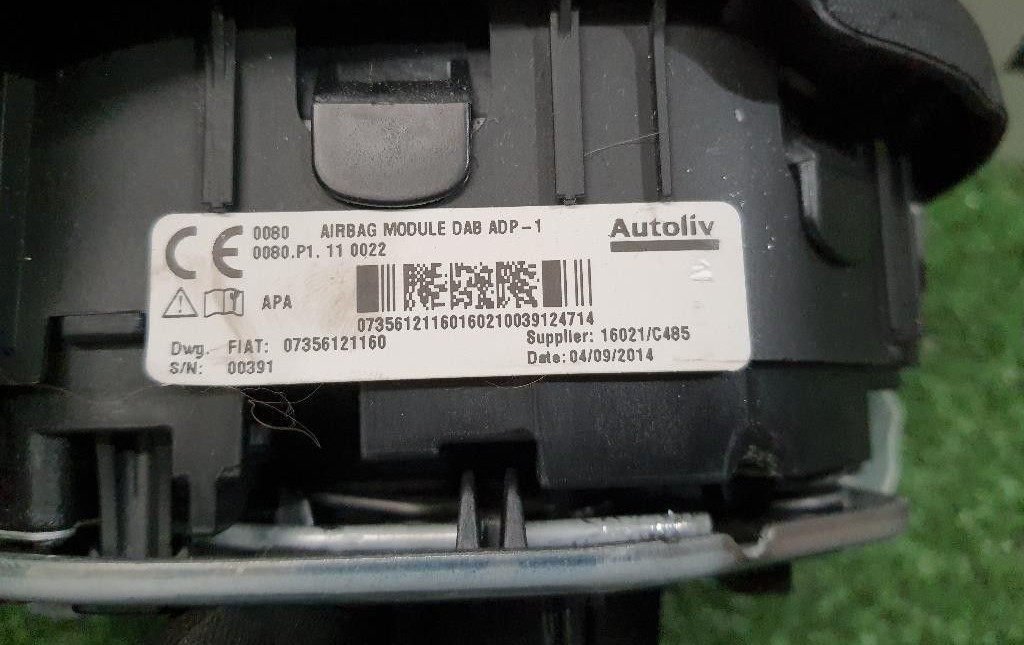 CE 0080 AIRBAG MODULE DAB ADP-1
0080.P1. 11 0022
Autoliv
APA
07356121160160210039124714
Dwg. FIAT: 07356121160
S/N: 00391
Supplier: 16021/C485
Date: 04/09/2014